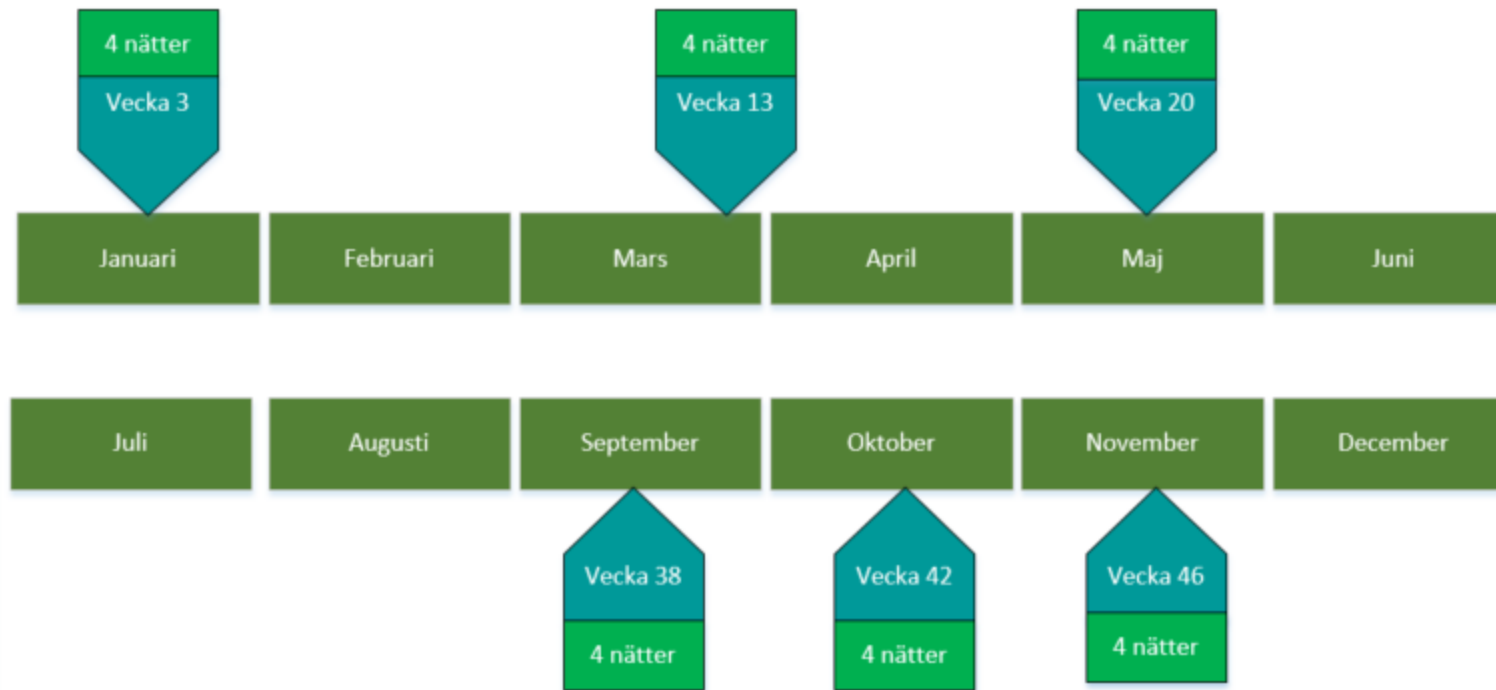 4 nätter
Vecka 3
4 nätter
Vecka 13
4 nätter
Vecka 20
Januari
Februari
Mars
April
Maj
Juni
Juli
Augusti
September
Oktober
November
December
Vecka 38
4 nätter
Vecka 42
4 nätter
Vecka 46
4 nätter